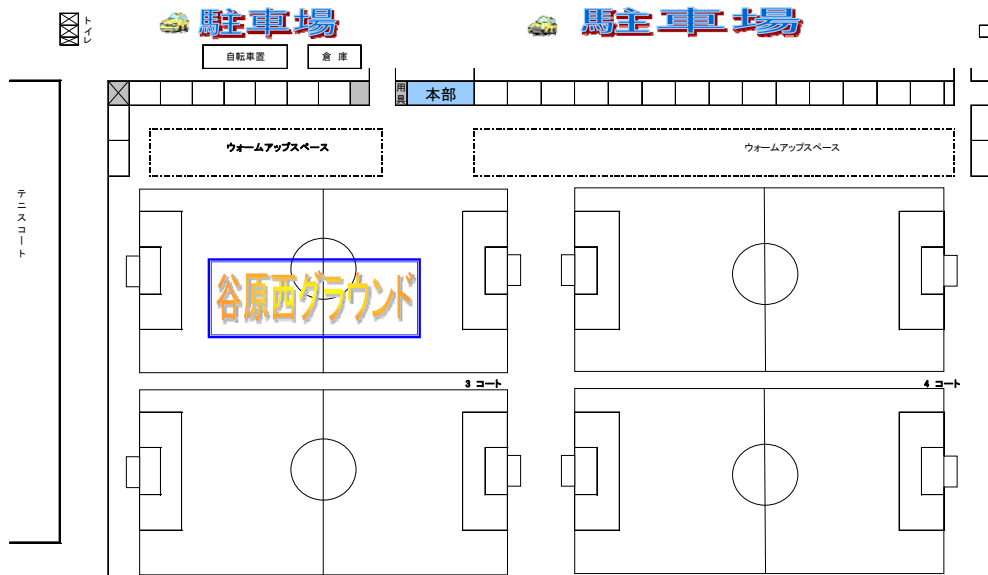 トイレ
駐車場
駐車場
自転車置
倉 庫
用具
本部
ウォームアップスペース
ウォームアップスペース
テニスコート
谷原西グラウンド
3 コート
4 コート